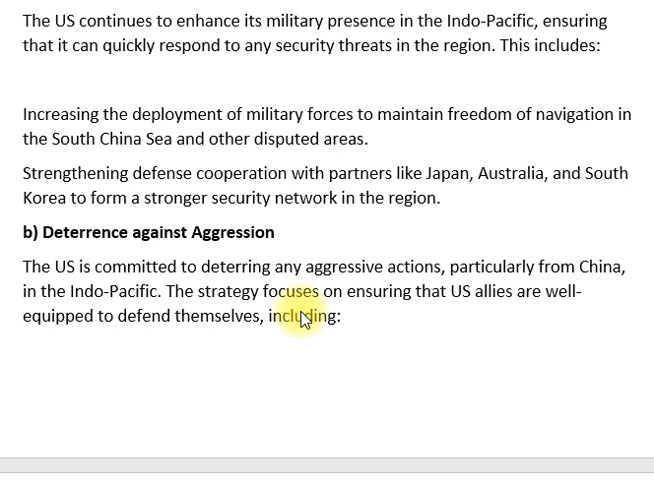 The US continues to enhance its military presence in the Indo-Pacific, ensuring
that it can quickly respond to any security threats in the region. This includes:
Increasing the deployment of military forces to maintain freedom of navigation in
the South China Sea and other disputed areas.
Strengthening defense cooperation with partners like Japan, Australia, and South
Korea to form a stronger security network in the region.
b) Deterrence against Aggression
The US is committed to deterring any aggressive actions, particularly from China,
in the Indo-Pacific. The strategy focuses on ensuring that US allies are well-
equipped to defend themselves, including: